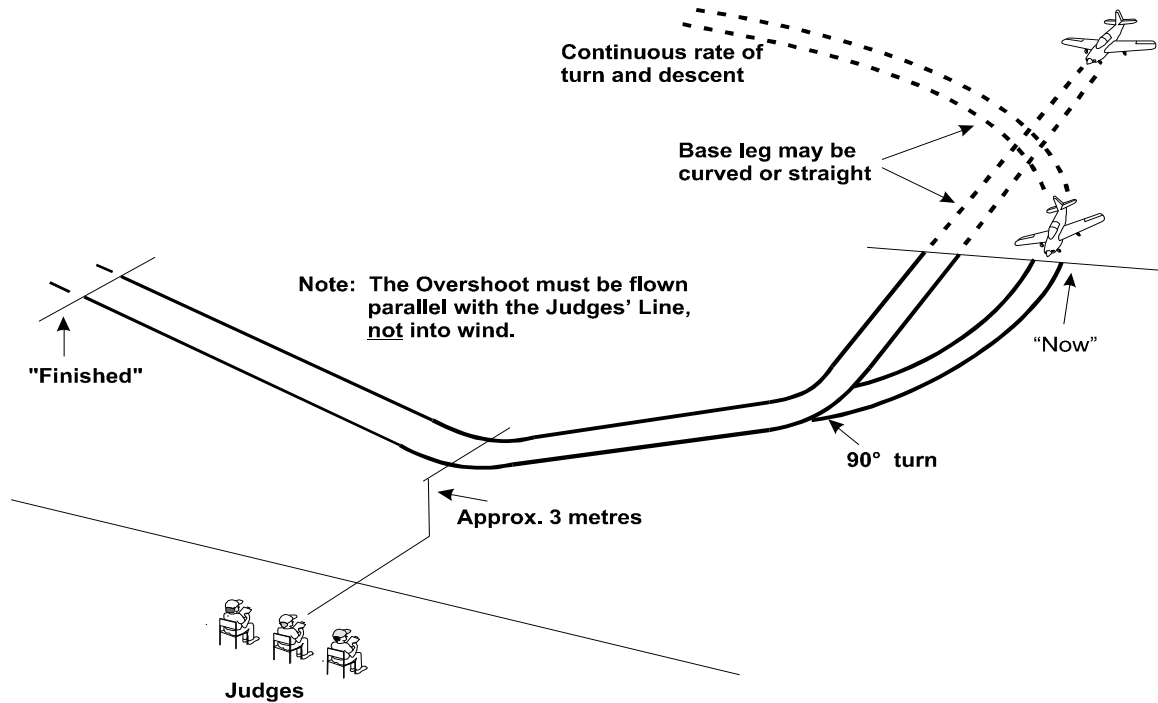 Continuous rate of
turn and descent
Base leg may be
curved or straight
Note: The Overshoot must be flown
parallel with the Judges’ Line,
not into wind.
"Finished"
“Now”
90° turn
Approx. 3 metres
Judges